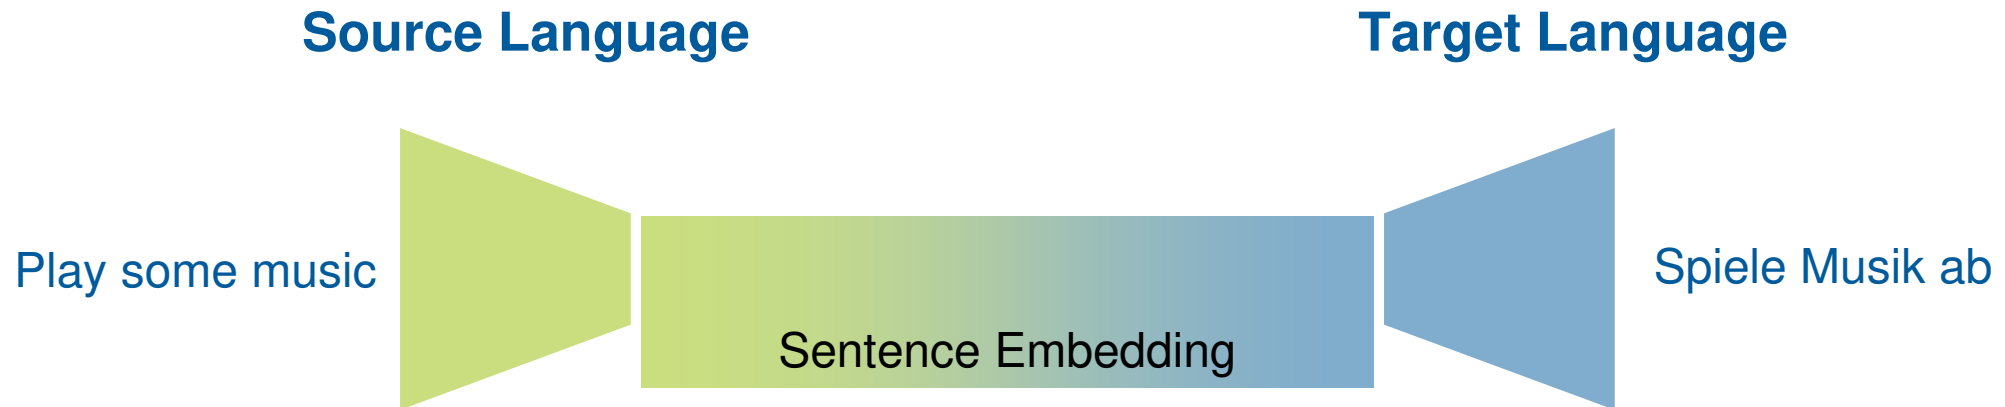 Source Language
Target Language
Play some music
Sentence Embedding
Spiele Musik ab